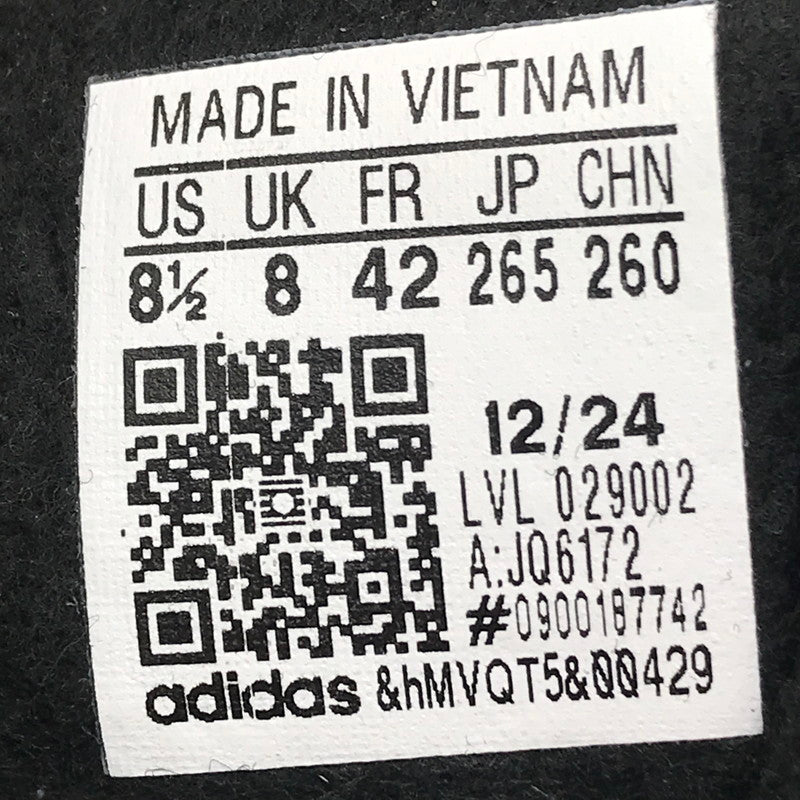 MADE IN VIETNAM
US UK FR JP CHN
8½ 8 42 265 260
12/24
LVL 029002
A:JQ6172
#0900187742
adidas &hMVQT5&00429